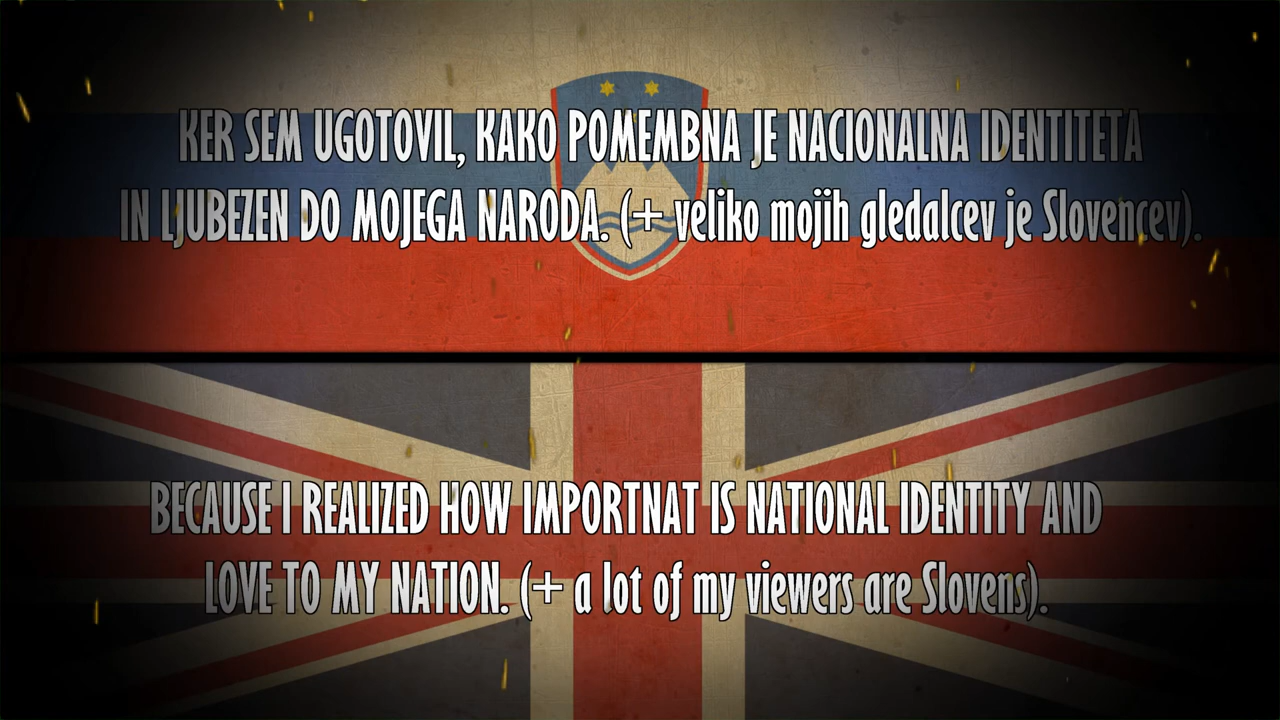 KER SEM UGOTOVIL, KAKO POMEMBNA JE NACIONALNA IDENTITETA
IN LJUBEZEN DO MOJEGA NARODA. (+ veliko mojih gledalcev je Slovencev).
BECAUSE I REALIZED HOW IMPORTNAT IS NATIONAL IDENTITY AND
LOVE TO MY NATION. (+ a lot of my viewers are Slovens).